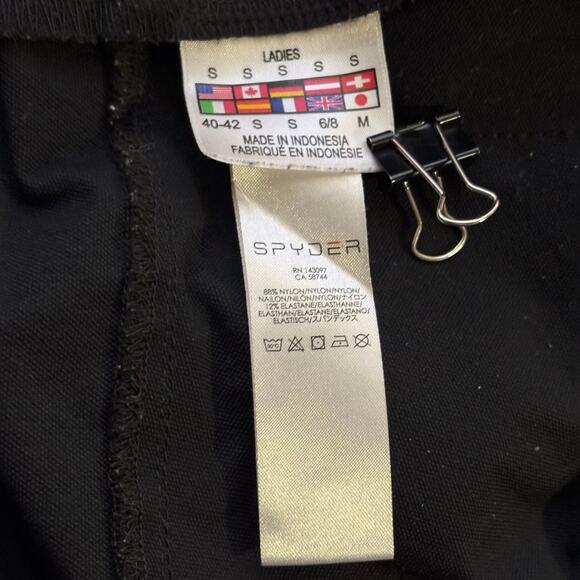 LADIES
S S S S S
40-42 S S 6/8 M
MADE IN INDONESIA
FABRIQUÉ EN INDONÉSIE
SPYDER
RN 143097
CA 58744
88% NYLON/NYLON/NYLON/
NAILON/NILON/NYLON/ナイロン
12% ELASTANE/ELASTHANNE/
ELASTHAN/ELASTANE/ELASTANO/
ELASTISCH/スパンデックス
30°C